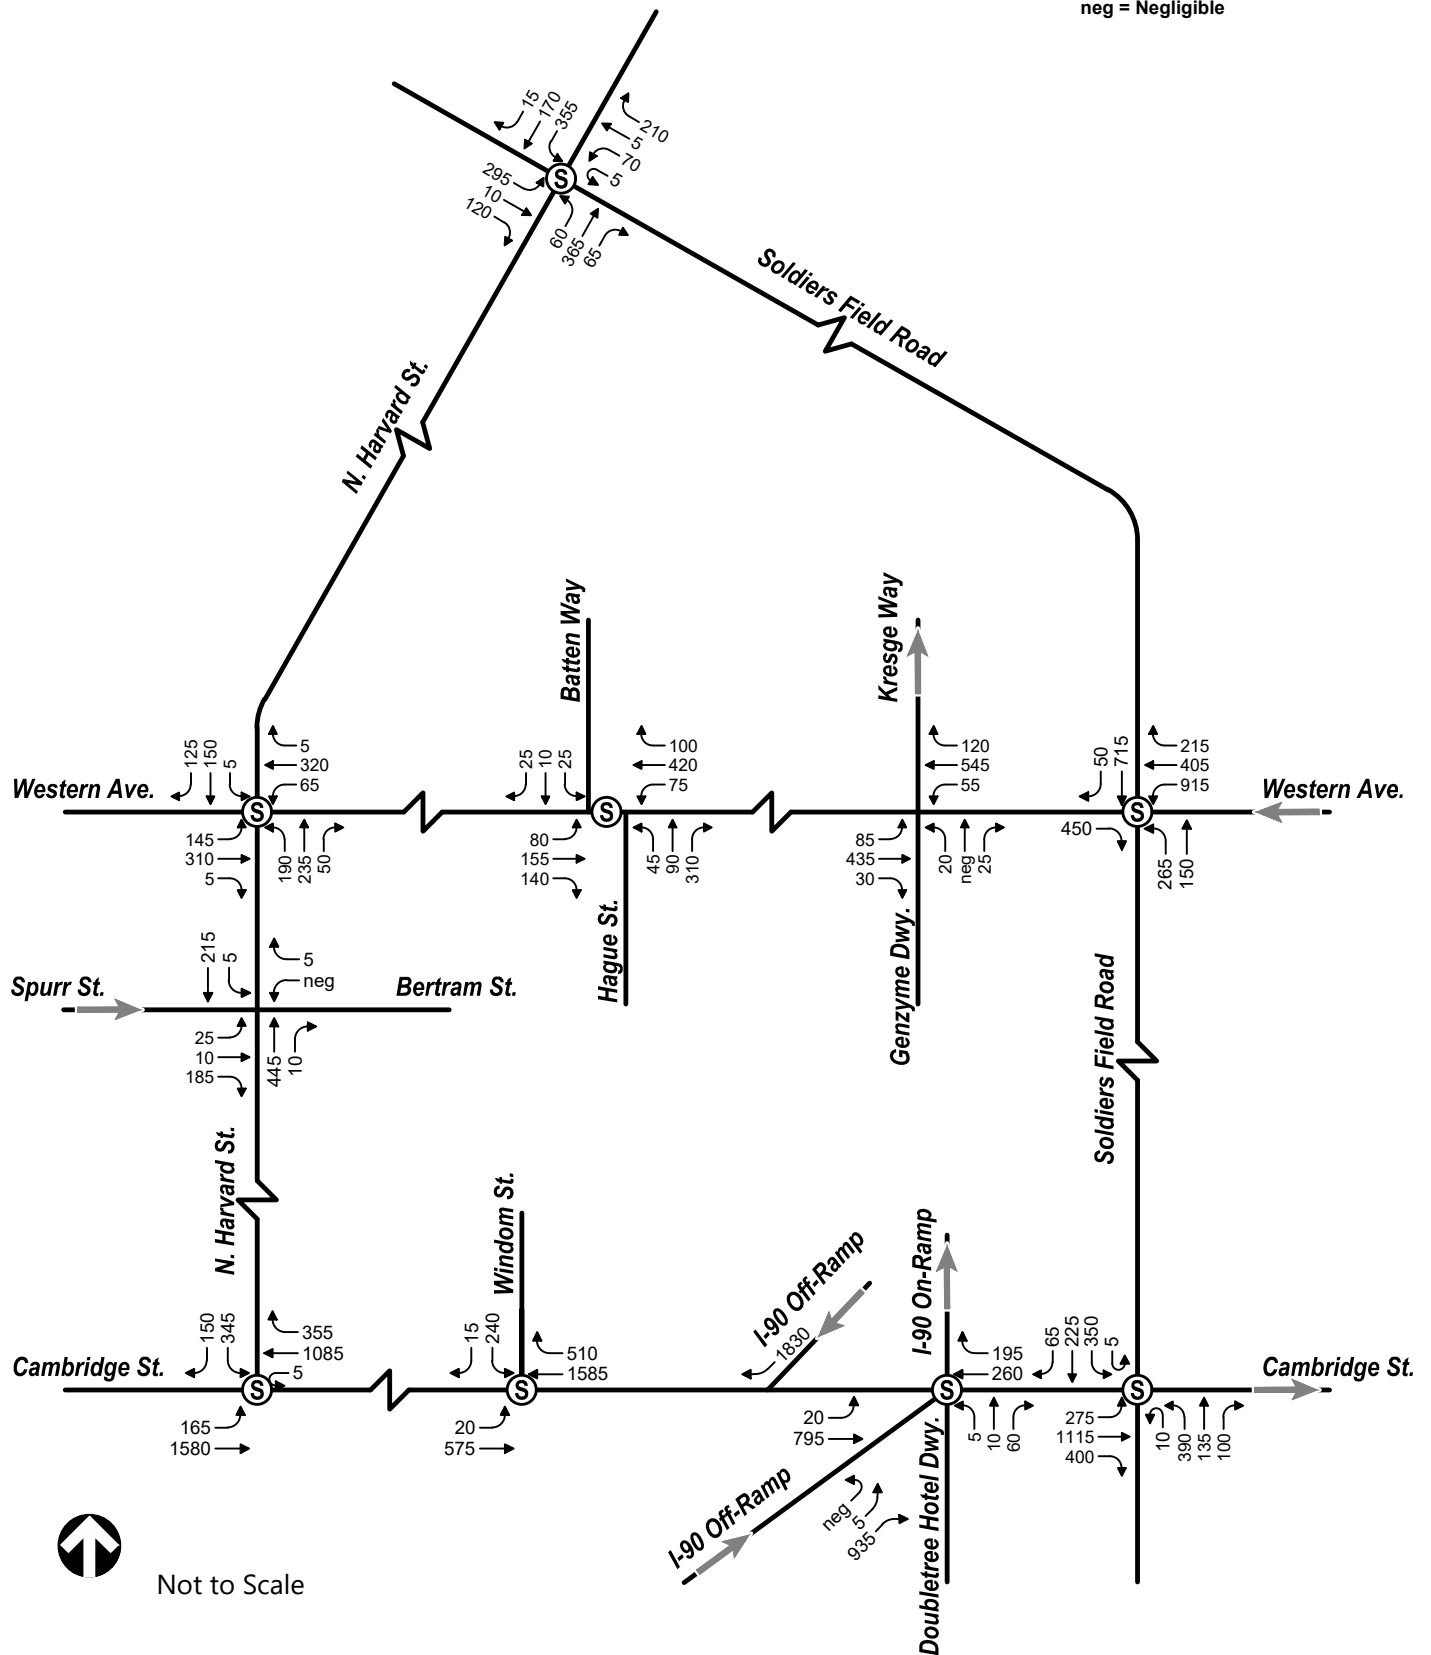 neg = Negligible
15
170
355
210
5
70
5
295
10
120
60
365
65
Soldiers Field Road
N. Harvard St.
Batten Way
Kresge Way
Western Ave.
125
150
5
5
320
65
145
310
5
190
235
50
25
10
25
100
420
75
80
155
140
45
90
310
Hague St.
120
545
55
85
435
30
20
neg
25
Genzyme Dwy.
50
715
215
405
915
450
265
150
Western Ave.
Spurr St.
Bertram St.
215
5
5
neg
25
10
185
445
10
Soldiers Field Road
N. Harvard St.
Windom St.
I-90 Off-Ramp
I-90 On-Ramp
Cambridge St.
150
345
355
1085
5
165
1580
15
240
510
1585
20
575
1830
20
795
195
260
5
10
60
65
225
350
5
275
1115
400
10
390
135
100
Cambridge St.
I-90 Off-Ramp
neg
5
935
Doubletree Hotel Dwy.
S
S
S
S
S
S
S
S
Not to Scale